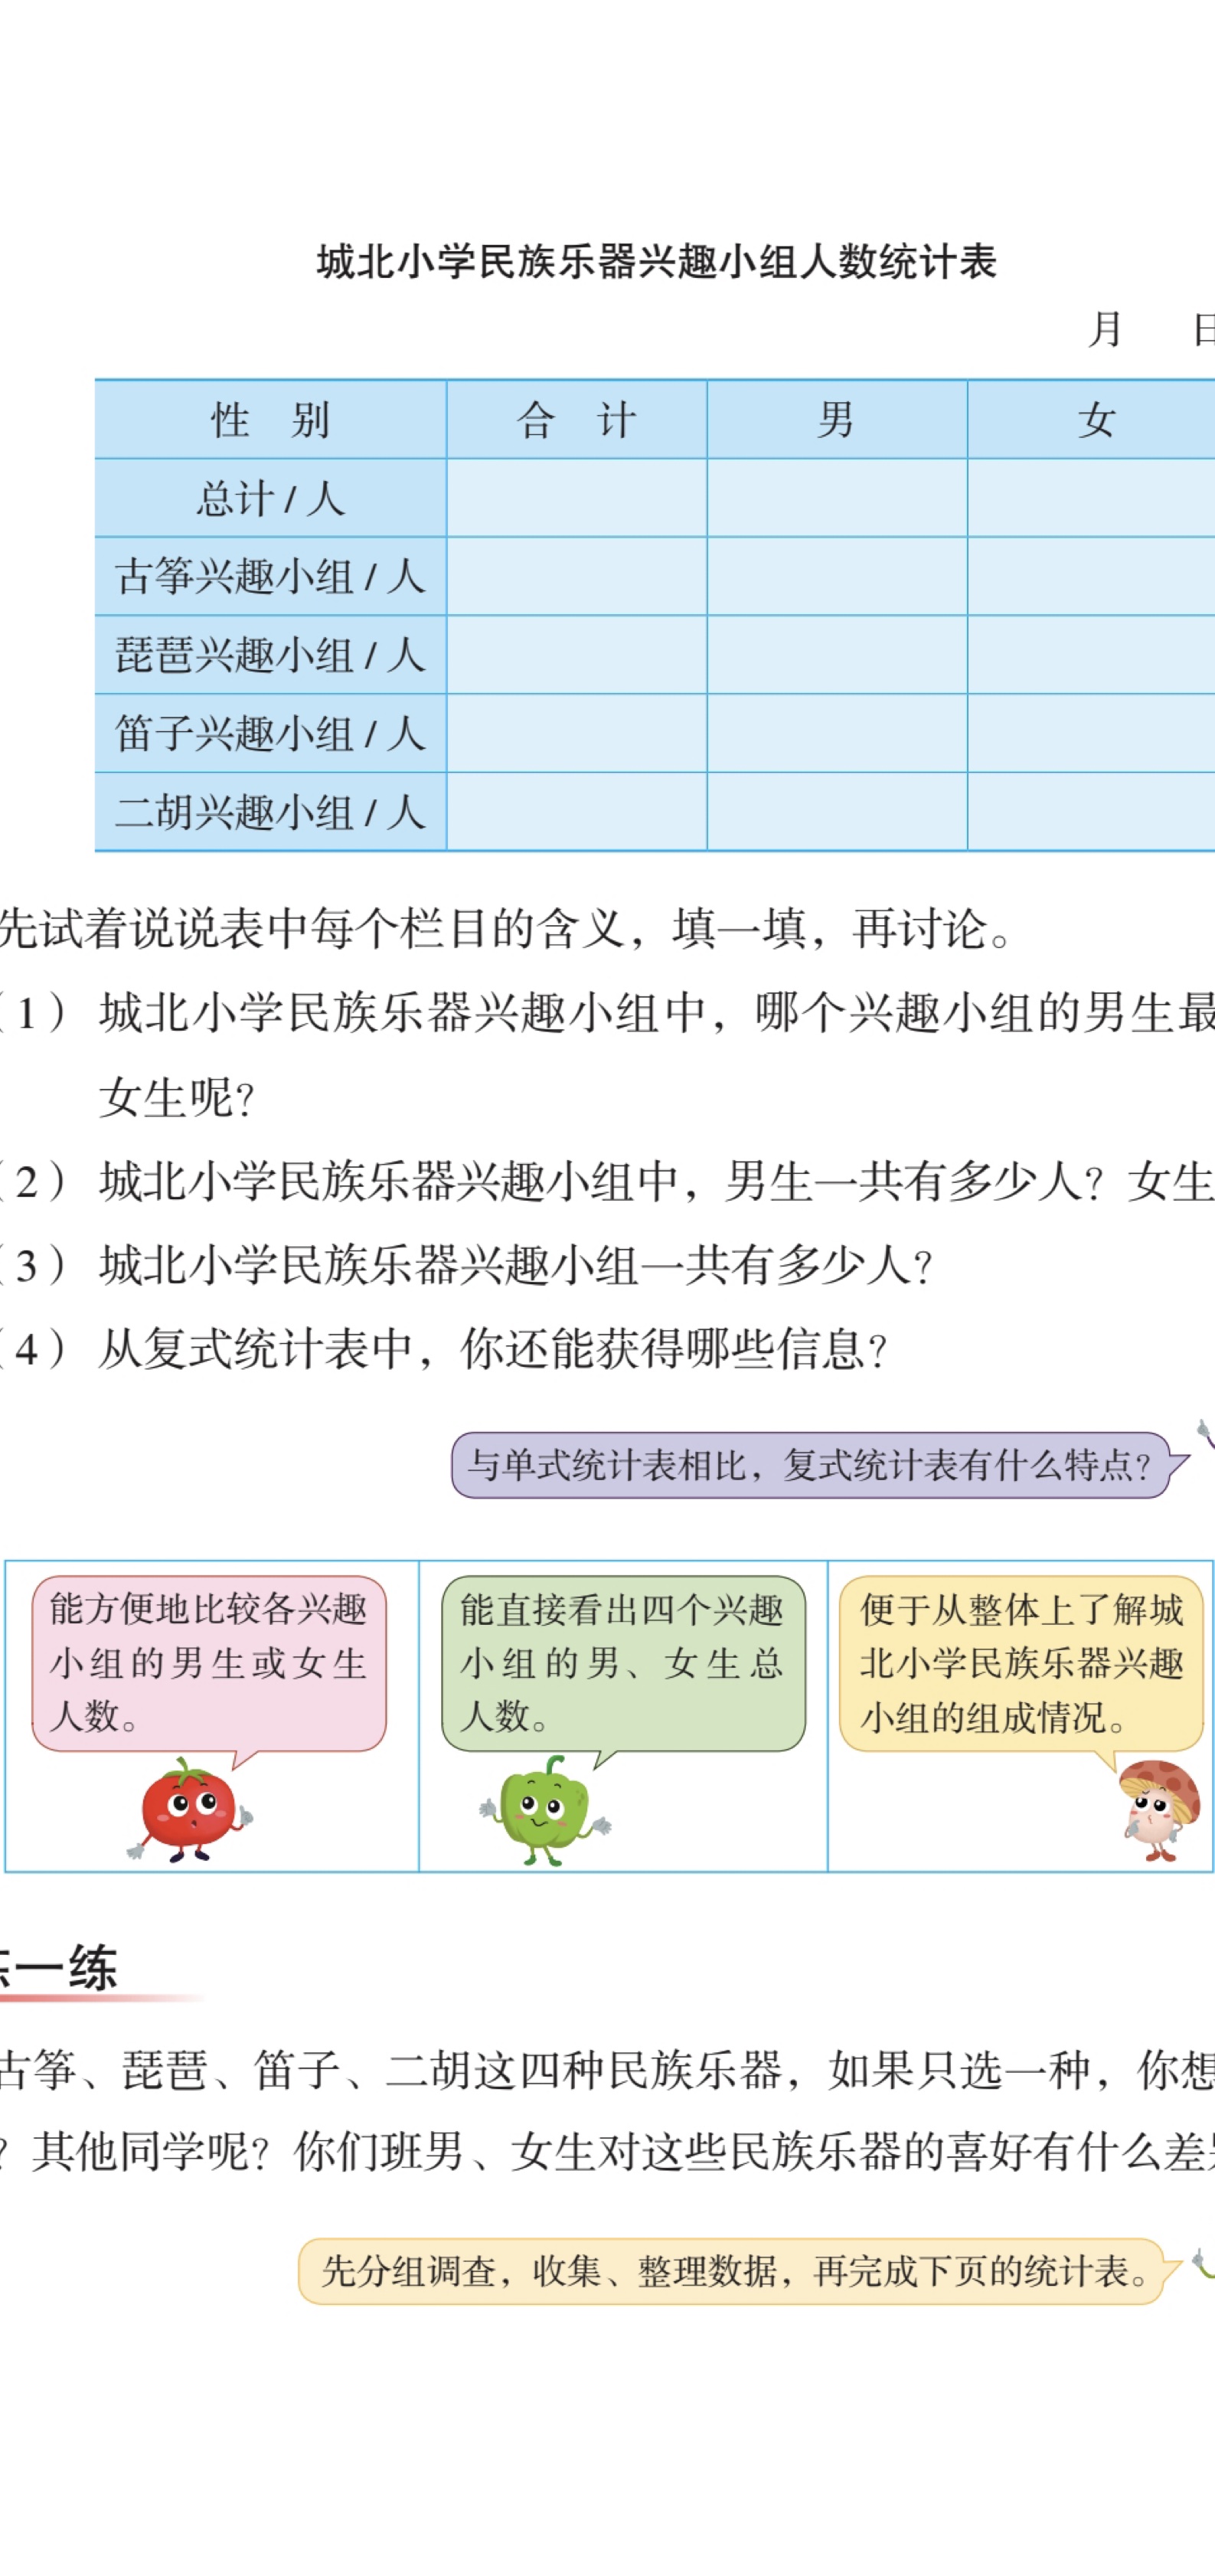 城北小学民族乐器兴趣小组人数统计表
月 日
性 别 合 计 男 女
总计 / 人
古筝兴趣小组 / 人
琵琶兴趣小组 / 人
笛子兴趣小组 / 人
二胡兴趣小组 / 人
先试着说说表中每个栏目的含义，填一填，再讨论。
（1） 城北小学民族乐器兴趣小组中，哪个兴趣小组的男生最
女生呢？
（2） 城北小学民族乐器兴趣小组中，男生一共有多少人？女生
（3） 城北小学民族乐器兴趣小组一共有多少人？
（4） 从复式统计表中，你还能获得哪些信息？
与单式统计表相比，复式统计表有什么特点？
能方便地比较各兴趣
小组的男生或女生
人数。
能直接看出四个兴趣
小组的男、女生总
人数。
便于从整体上了解城
北小学民族乐器兴趣
小组的组成情况。
一练
古筝、琵琶、笛子、二胡这四种民族乐器，如果只选一种，你想
？其他同学呢？你们班男、女生对这些民族乐器的喜好有什么差
先分组调查，收集、整理数据，再完成下页的统计表。